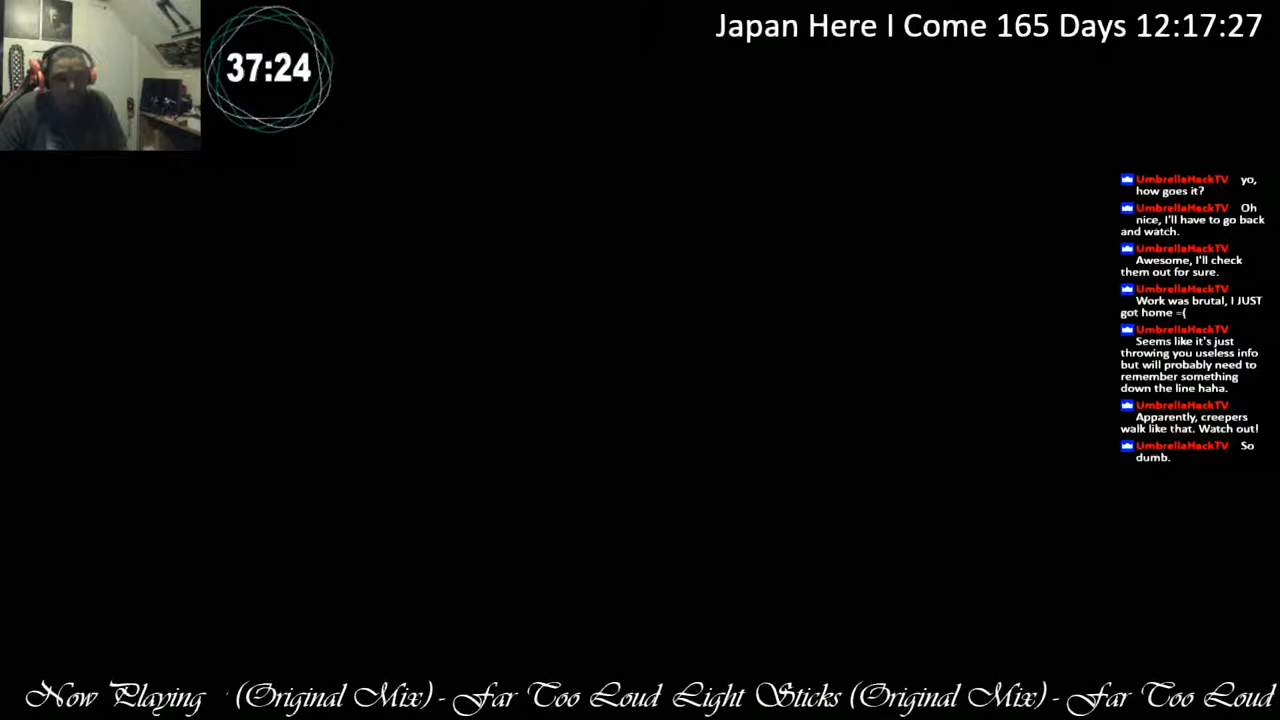 Japan Here I Come 165 Days 12:17:27
37:24
UmbrellaHackTV yo,
how goes it?
UmbrellaHackTV Oh
nice, I'll have to go back
and watch.
UmbrellaHackTV
Awesome, I'll check
them out for sure.
UmbrellaHackTV
Work was brutal, I JUST
got home =(
UmbrellaHackTV
Seems like it's just
throwing you useless info
but will probably need to
remember something
down the line haha.
UmbrellaHackTV
Apparently, creepers
walk like that. Watch out!
UmbrellaHackTV So
dumb.
Now Playing (Original Mix) - Far Too Loud Light Sticks (Original Mix) - Far Too Loud